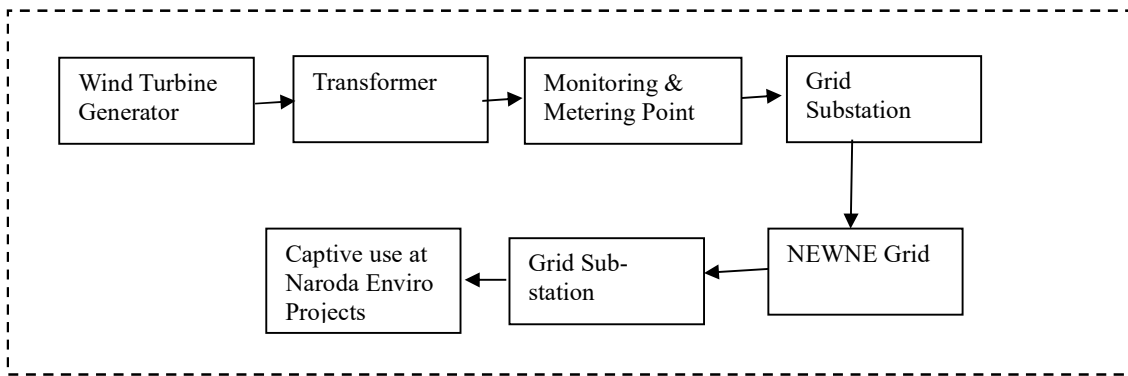 Wind Turbine
Generator
Transformer
Monitoring &
Metering Point
Grid
Substation
Captive use at
Naroda Enviro
Projects
Grid Sub-
station
NEWNE Grid